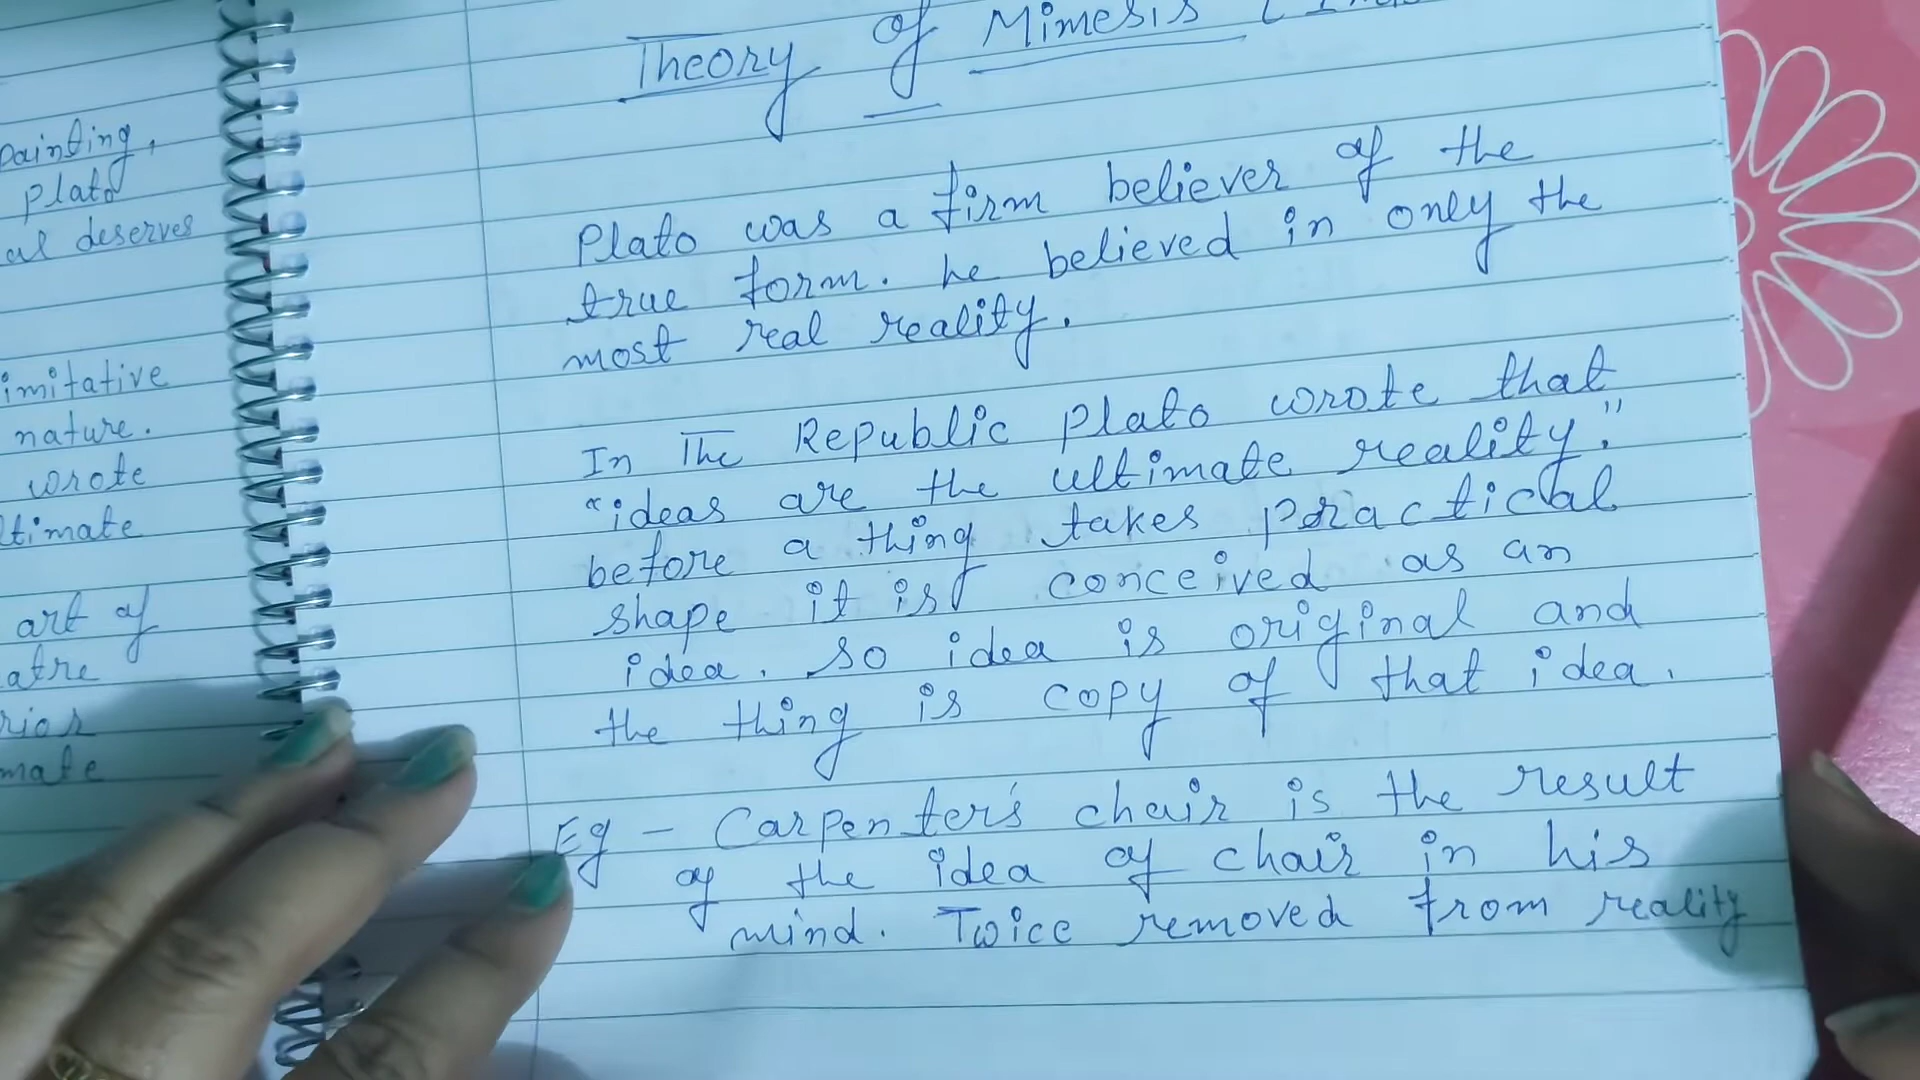 painting,
Plato
al deserves
imitative
nature.
wrote
ltimate
art of
atre
rior
mate
Theory of Mimesis (
Plato was a firm believer of the
true form. he believed in only the
most real reality.
In The Republic Plato wrote that
"ideas are the ultimate reality."
before a thing takes practical
shape it is conceived as an
idea. so idea is original and
the thing is copy of that idea.
Eg - Carpenter's chair is the result
of the idea of chair in his
mind. Twice removed from reality